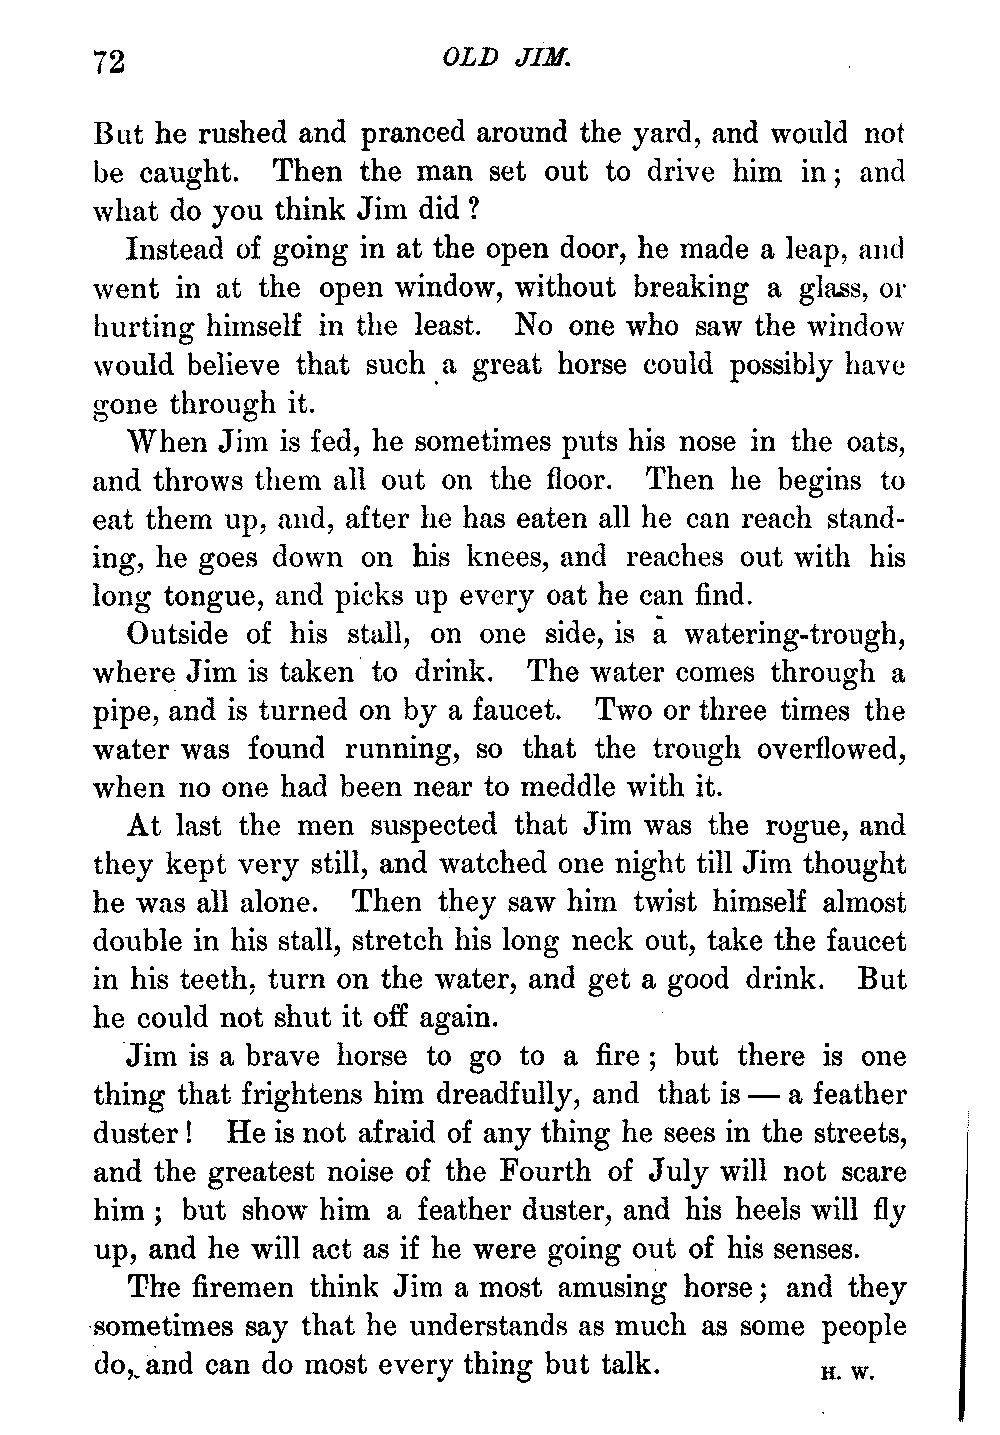 72 OLD JIM.
But he rushed and pranced around the yard, and would not
be caught. Then the man set out to drive him in; and
what do you think Jim did?
Instead of going in at the open door, he made a leap, and
went in at the open window, without breaking a glass, or
hurting himself in the least. No one who saw the window
would believe that such a great horse could possibly have
gone through it.
When Jim is fed, he sometimes puts his nose in the oats,
and throws them all out on the floor. Then he begins to
eat them up, and, after he has eaten all he can reach stand-
ing, he goes down on his knees, and reaches out with his
long tongue, and picks up every oat he can find.
Outside of his stall, on one side, is a watering-trough,
where Jim is taken to drink. The water comes through a
pipe, and is turned on by a faucet. Two or three times the
water was found running, so that the trough overflowed,
when no one had been near to meddle with it.
At last the men suspected that Jim was the rogue, and
they kept very still, and watched one night till Jim thought
he was all alone. Then they saw him twist himself almost
double in his stall, stretch his long neck out, take the faucet
in his teeth, turn on the water, and get a good drink. But
he could not shut it off again.
Jim is a brave horse to go to a fire; but there is one
thing that frightens him dreadfully, and that is — a feather
duster! He is not afraid of any thing he sees in the streets,
and the greatest noise of the Fourth of July will not scare
him; but show him a feather duster, and his heels will fly
up, and he will act as if he were going out of his senses.
The firemen think Jim a most amusing horse; and they
sometimes say that he understands as much as some people
do, and can do most every thing but talk. H. W.